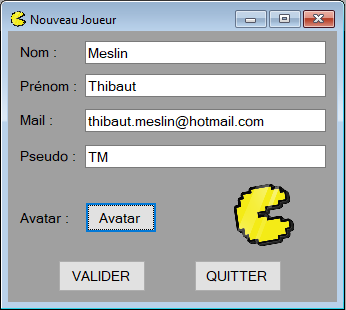 Nouveau Joueur
Nom : Meslin
Prénom : Thibaut
Mail : thibaut.meslin@hotmail.com
Pseudo : TM
Avatar : Avatar
VALIDER QUITTER